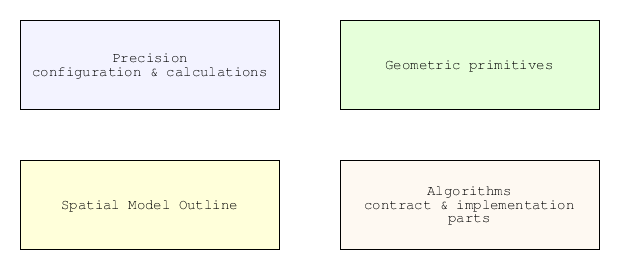 Precision
configuration & calculations
Geometric primitives
Spatial Model Outline
Algorithms
contract & implementation
parts